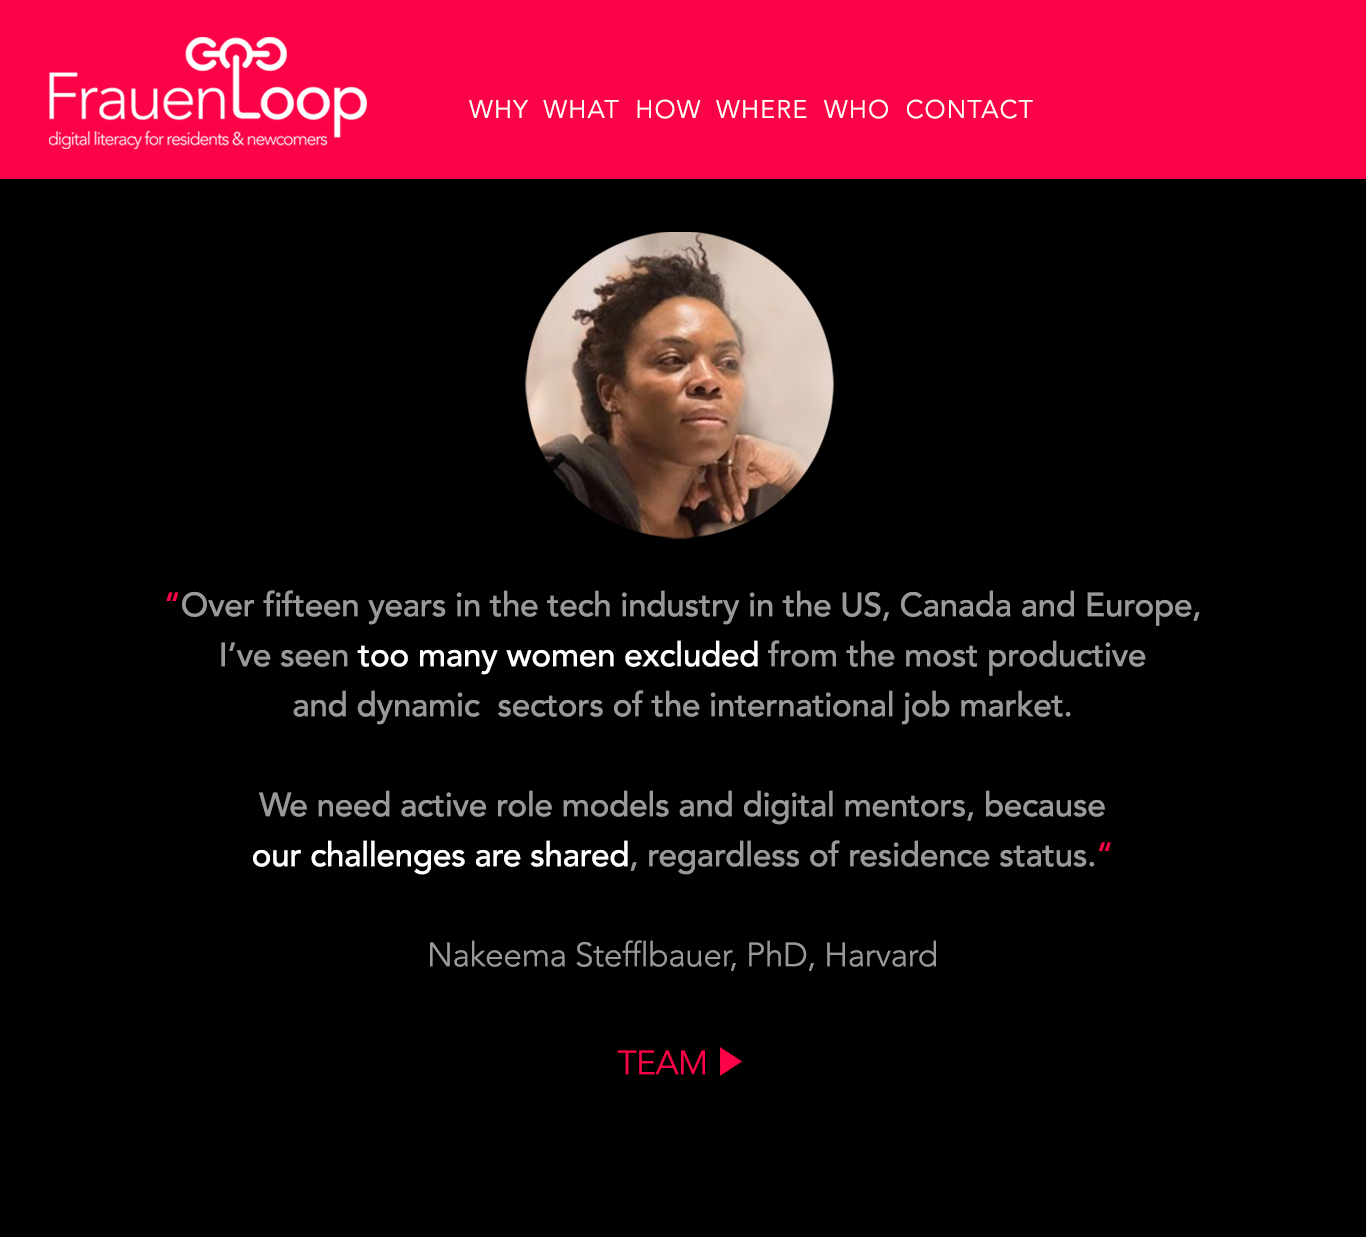 FrauenLoop
digital literacy for residents & newcomers
WHY WHAT HOW WHERE WHO CONTACT
“Over fifteen years in the tech industry in the US, Canada and Europe,
I’ve seen too many women excluded from the most productive
and dynamic  sectors of the international job market.
We need active role models and digital mentors, because
our challenges are shared, regardless of residence status.“
Nakeema Stefflbauer, PhD, Harvard
TEAM ▶